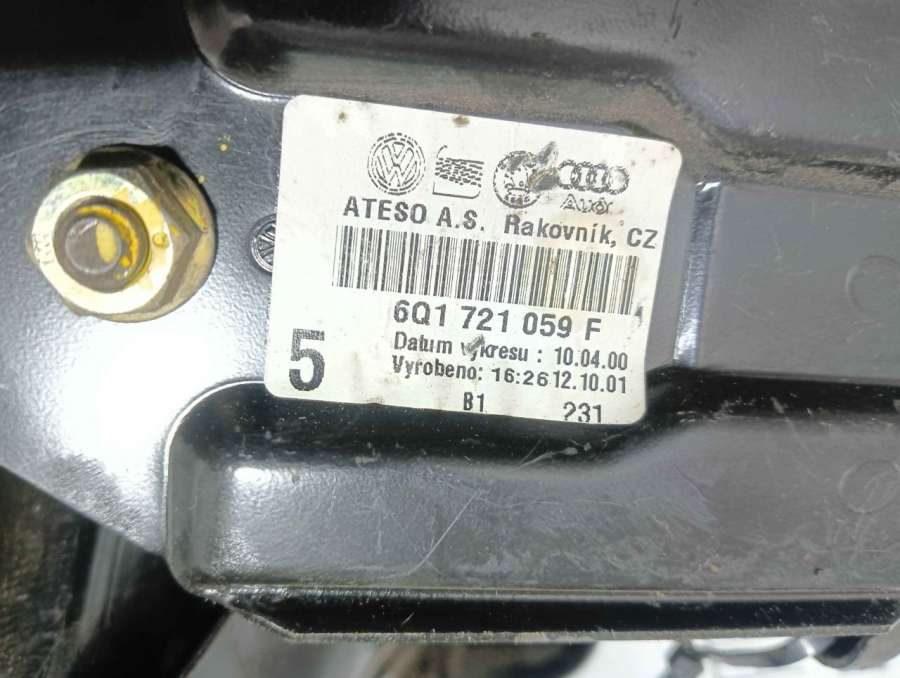 Audi
ATESO A.S. Rakovník, CZ
6Q1 721 059 F
5
Datum výkresu : 10.04.00
Vyrobeno: 16:26 12.10.01
B1 231